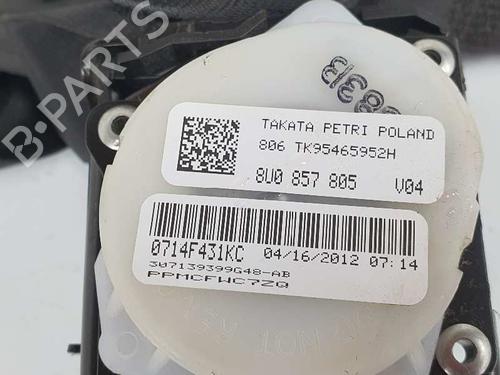 B-PARTS
TAKATA PETRI POLAND
806 TK95465952H
8U0 857 805 V04
0714F431KC 04/16/2012 07:14
307139399G48-AB
PPMCFWC7ZQ